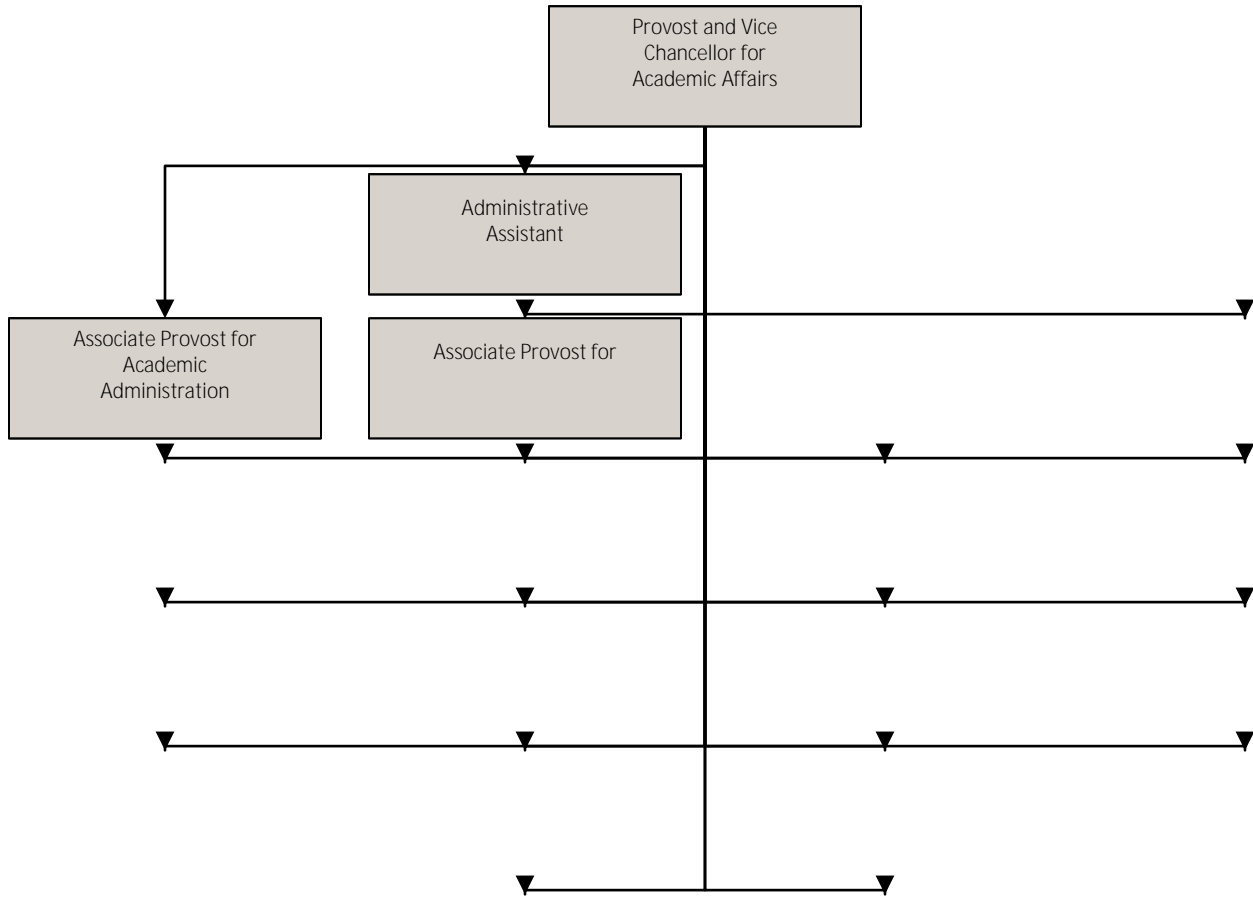 Provost and Vice
Chancellor for
Academic Affairs
Administrative
Assistant
Associate Provost for
Academic
Administration
Associate Provost for